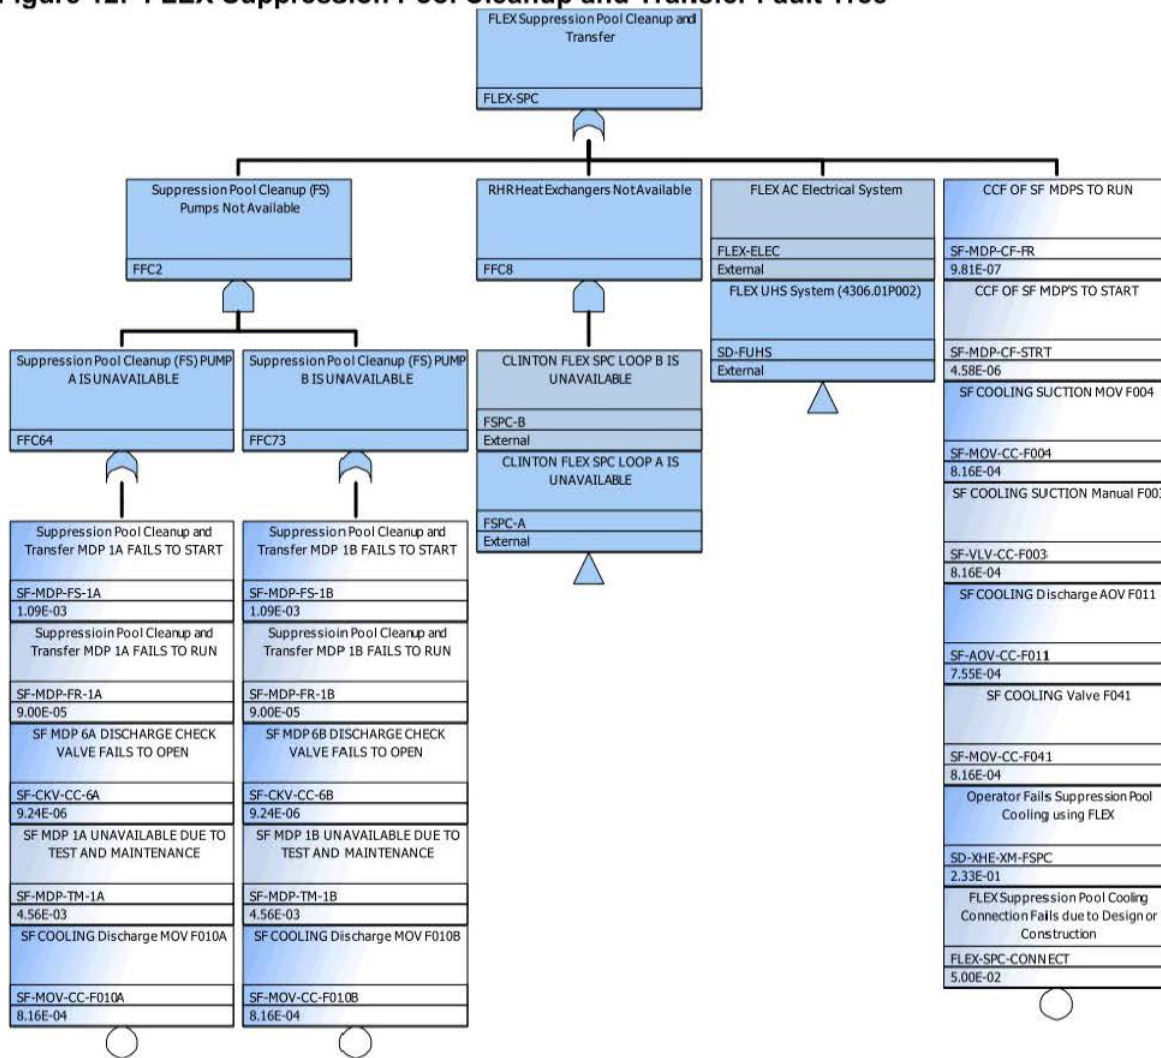 Figure 12: FLEX Suppression Pool Cleanup and Transfer Fault Tree
FLEX Suppression Pool Cleanup and
Transfer
FLEX-SPC
Suppression Pool Cleanup (FS)
Pumps Not Available
FFC2
RHR Heat Exchangers Not Available
FFC8
FLEX AC Electrical System
FLEX-ELEC
External
FLEX UHS System (4306.01P002)
SD-FUHS
External
CCF OF SF MDPS TO RUN
SF-MDP-CF-FR
9.81E-07
CCF OF SF MDP'S TO START
SF-MDP-CF-STRT
4.58E-06
SF COOLING SUCTION MOV F004
SF-MOV-CC-F004
8.16E-04
SF COOLING SUCTION Manual F003
SF-VLV-CC-F003
8.16E-04
SF COOLING Discharge AOV F011
SF-AOV-CC-F011
7.55E-04
SF COOLING Valve F041
SF-MOV-CC-F041
8.16E-04
Operator Fails Suppression Pool
Cooling using FLEX
SD-XHE-XM-FSPC
2.33E-01
FLEX Suppression Pool Cooling
Connection Fails due to Design or
Construction
FLEX-SPC-CONNECT
5.00E-02
Suppression Pool Cleanup (FS) PUMP
A IS UNAVAILABLE
FFC64
Suppression Pool Cleanup (FS) PUMP
B IS UNAVAILABLE
FFC73
CLINTON FLEX SPC LOOP B IS
UNAVAILABLE
FSPC-B
External
CLINTON FLEX SPC LOOP A IS
UNAVAILABLE
FSPC-A
External
Suppression Pool Cleanup and
Transfer MDP 1A FAILS TO START
SF-MDP-FS-1A
1.09E-03
Suppressioin Pool Cleanup and
Transfer MDP 1A FAILS TO RUN
SF-MDP-FR-1A
9.00E-05
SF MDP 6A DISCHARGE CHECK
VALVE FAILS TO OPEN
SF-CKV-CC-6A
9.24E-06
SF MDP 1A UNAVAILABLE DUE TO
TEST AND MAINTENANCE
SF-MDP-TM-1A
4.56E-03
SF COOLING Discharge MOV F010A
SF-MOV-CC-F010A
8.16E-04
Suppression Pool Cleanup and
Transfer MDP 1B FAILS TO START
SF-MDP-FS-1B
1.09E-03
Suppressioin Pool Cleanup and
Transfer MDP 1B FAILS TO RUN
SF-MDP-FR-1B
9.00E-05
SF MDP 6B DISCHARGE CHECK
VALVE FAILS TO OPEN
SF-CKV-CC-6B
9.24E-06
SF MDP 1B UNAVAILABLE DUE TO
TEST AND MAINTENANCE
SF-MDP-TM-1B
4.56E-03
SF COOLING Discharge MOV F010B
SF-MOV-CC-F010B
8.16E-04